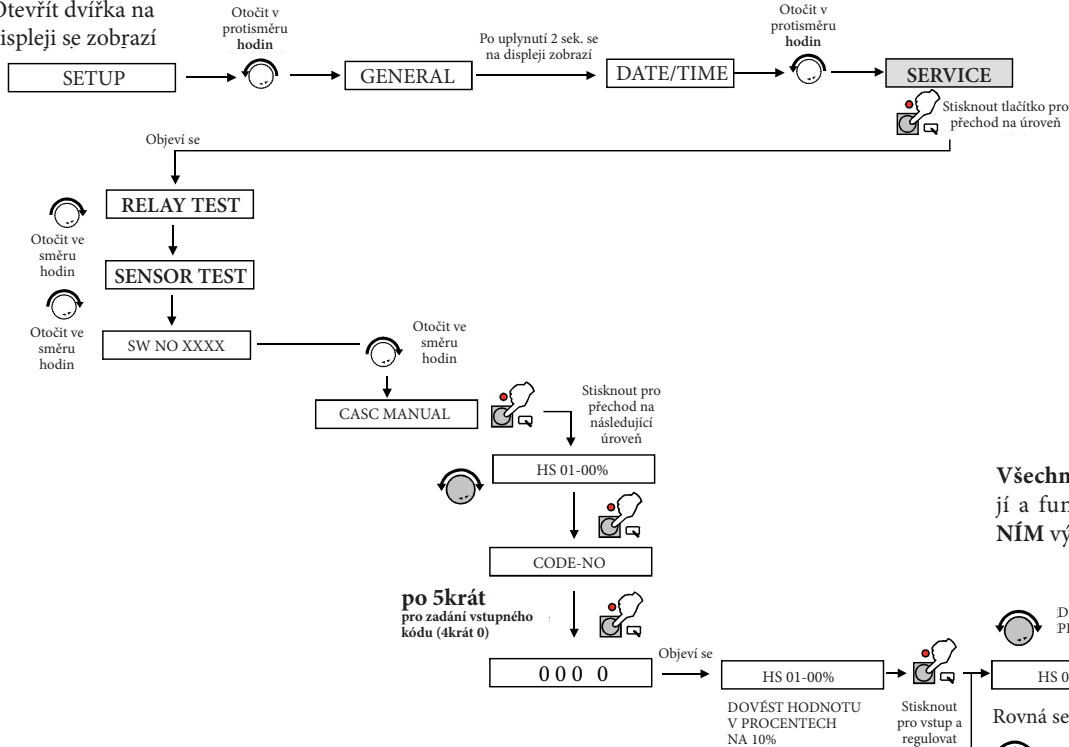 Otevřít dvířka na
displeji se zobrazí
Otočit v
protisměru
hodin
Po uplynutí 2 sek. se
na displeji zobrazí
Otočit v
protisměru
hodin
SETUP
GENERAL
DATE/TIME
SERVICE
Stisknout tlačítko pro
přechod na úroveň
Objeví se
RELAY TEST
Otočit ve
směru
hodin
SENSOR TEST
Otočit ve
směru
hodin
SW NO XXXX
Otočit ve
směru
hodin
CASC MANUAL
Stisknout pro
přechod na
následující
úroveň
HS 01-00%
CODE-NO
po 5krát
pro zadání vstupného
kódu (4krát 0)
000 0
Objeví se
HS 01-00%
DOVÉST HODNOTU
V PROCENTECH
NA 10%
Stisknout
pro vstup a
regulovat
Všechn
jí a fun
NÍM vý
HS 0
Rovná se